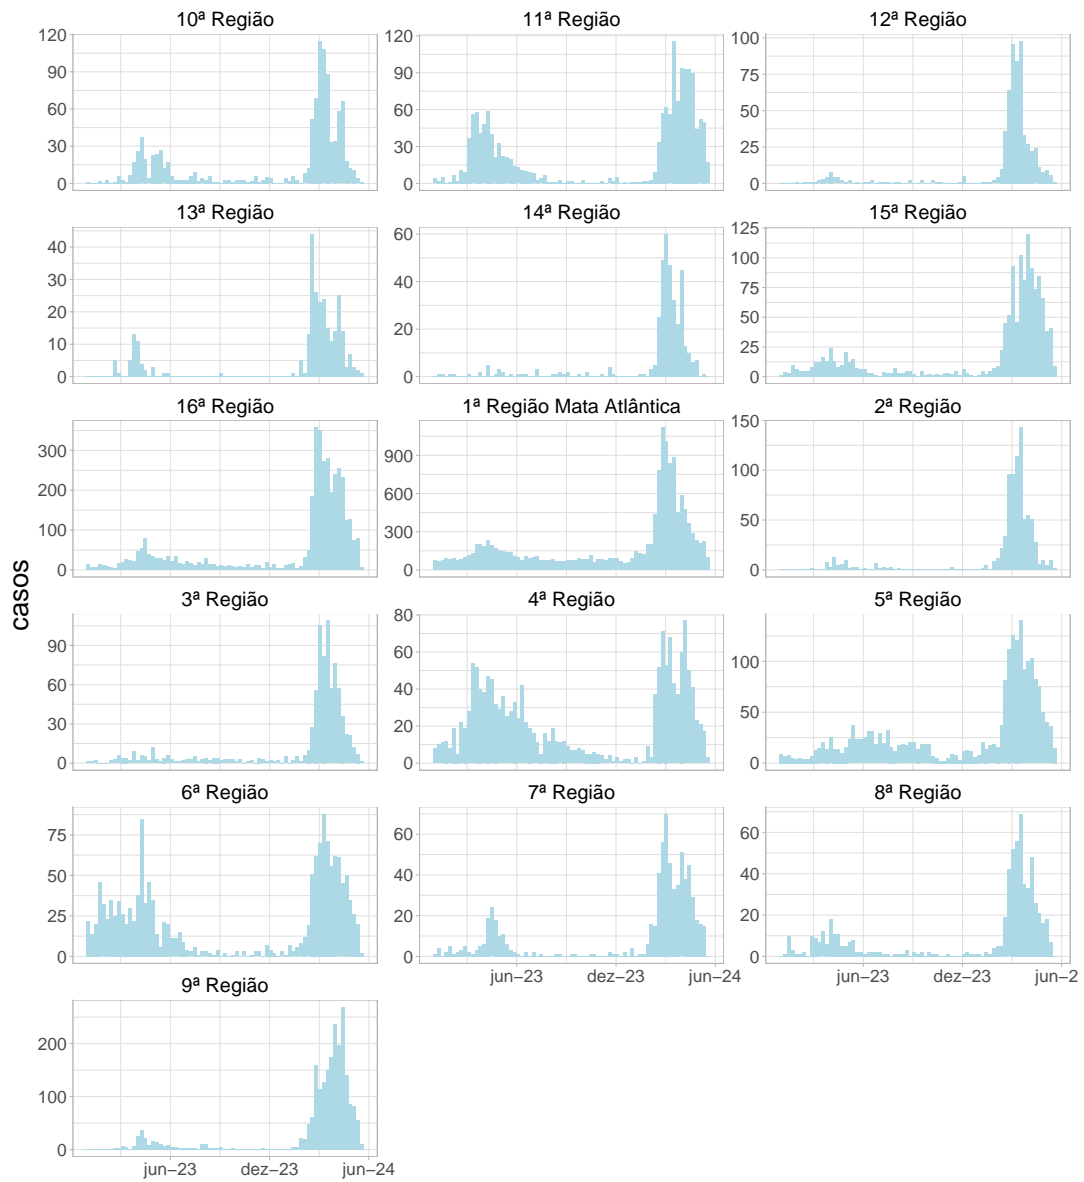 10ª Região
11ª Região
12ª Região
120
90
60
30
0
120
90
60
30
0
100
75
50
25
0
13ª Região
14ª Região
15ª Região
40
30
20
10
0
60
40
20
0
125
100
75
50
25
0
16ª Região
1ª Região Mata Atlântica
2ª Região
300
200
100
0
900
600
300
0
150
100
50
0
casos
3ª Região
4ª Região
5ª Região
90
60
30
0
80
60
40
20
0
100
50
0
6ª Região
7ª Região
8ª Região
75
50
25
0
60
40
20
0
60
40
20
0
jun–23
dez–23
jun–24
jun–23
dez–23
jun–2
9ª Região
200
100
0
jun–23
dez–23
jun–24